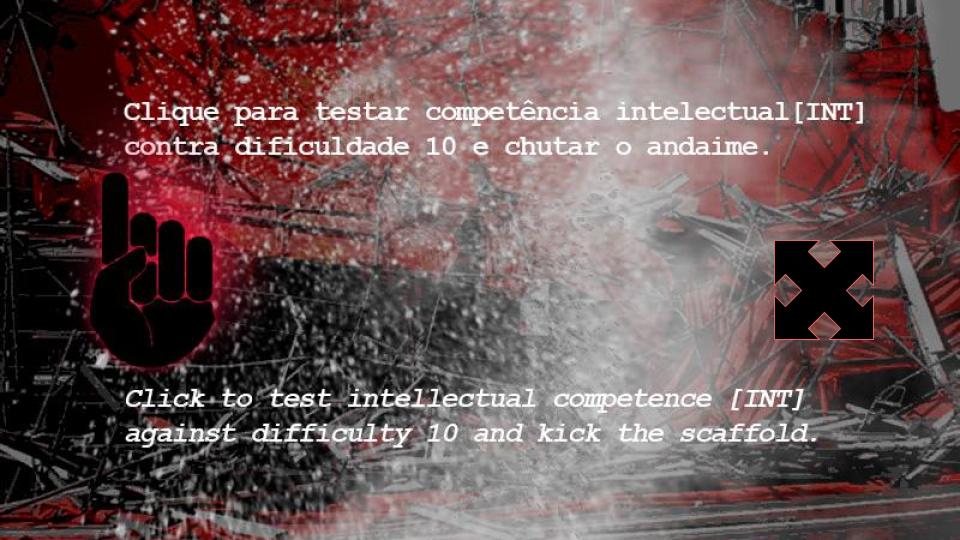 Clique para testar competência intelectual[INT]
contra dificuldade 10 e chutar o andaime.
Click to test intellectual competence [INT]
against difficulty 10 and kick the scaffold.